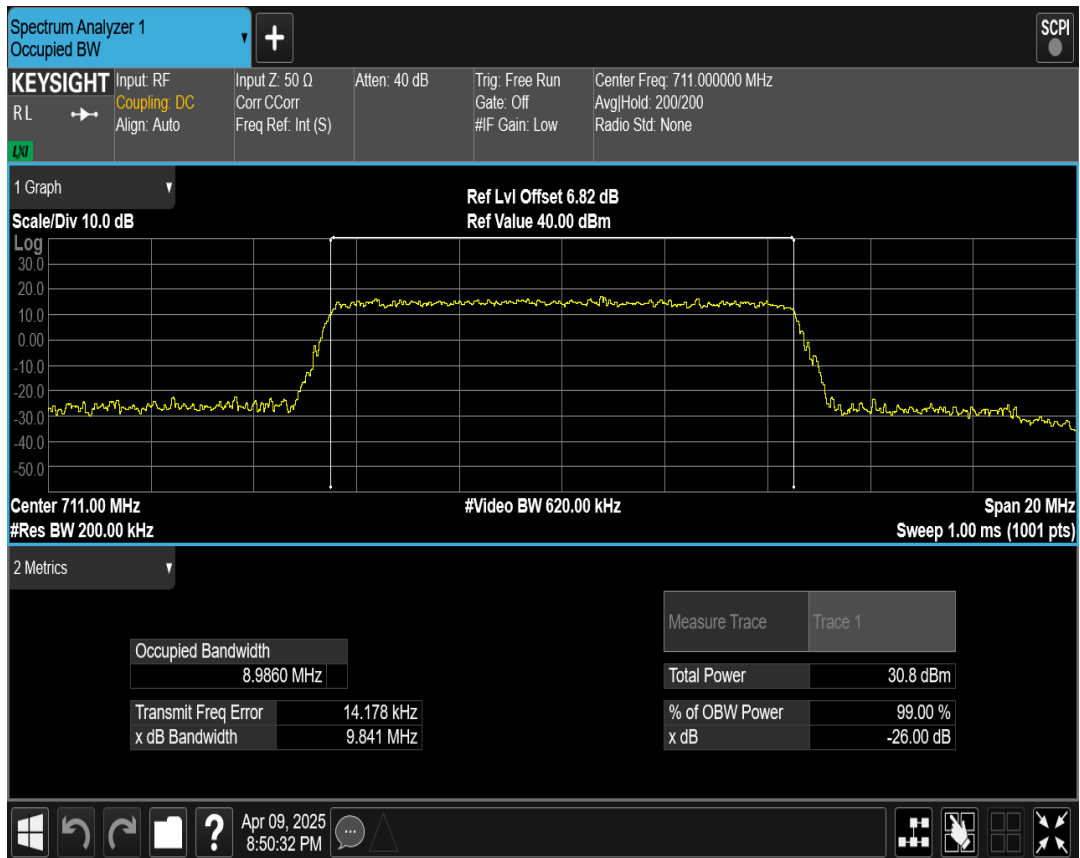 Spectrum Analyzer 1
Occupied BW
+
SCPI
KEYSIGHT
RL
LXI
Input: RF
Coupling: DC
Align: Auto
Input Z: 50 Ω
Corr CCorr
Freq Ref: Int (S)
Atten: 40 dB
Trig: Free Run
Gate: Off
#IF Gain: Low
Center Freq: 711.000000 MHz
Avg|Hold: 200/200
Radio Std: None
1 Graph
Scale/Div 10.0 dB
Ref Lvl Offset 6.82 dB
Ref Value 40.00 dBm
Log
30.0
20.0
10.0
0.00
-10.0
-20.0
-30.0
-40.0
-50.0
Center 711.00 MHz
#Video BW 620.00 kHz
Span 20 MHz
#Res BW 200.00 kHz
Sweep 1.00 ms (1001 pts)
2 Metrics
Measure Trace Trace 1
Occupied Bandwidth
8.9860 MHz
Total Power 30.8 dBm
Transmit Freq Error 14.178 kHz
% of OBW Power 99.00 %
x dB Bandwidth 9.841 MHz
x dB -26.00 dB
?
Apr 09, 2025
8:50:32 PM